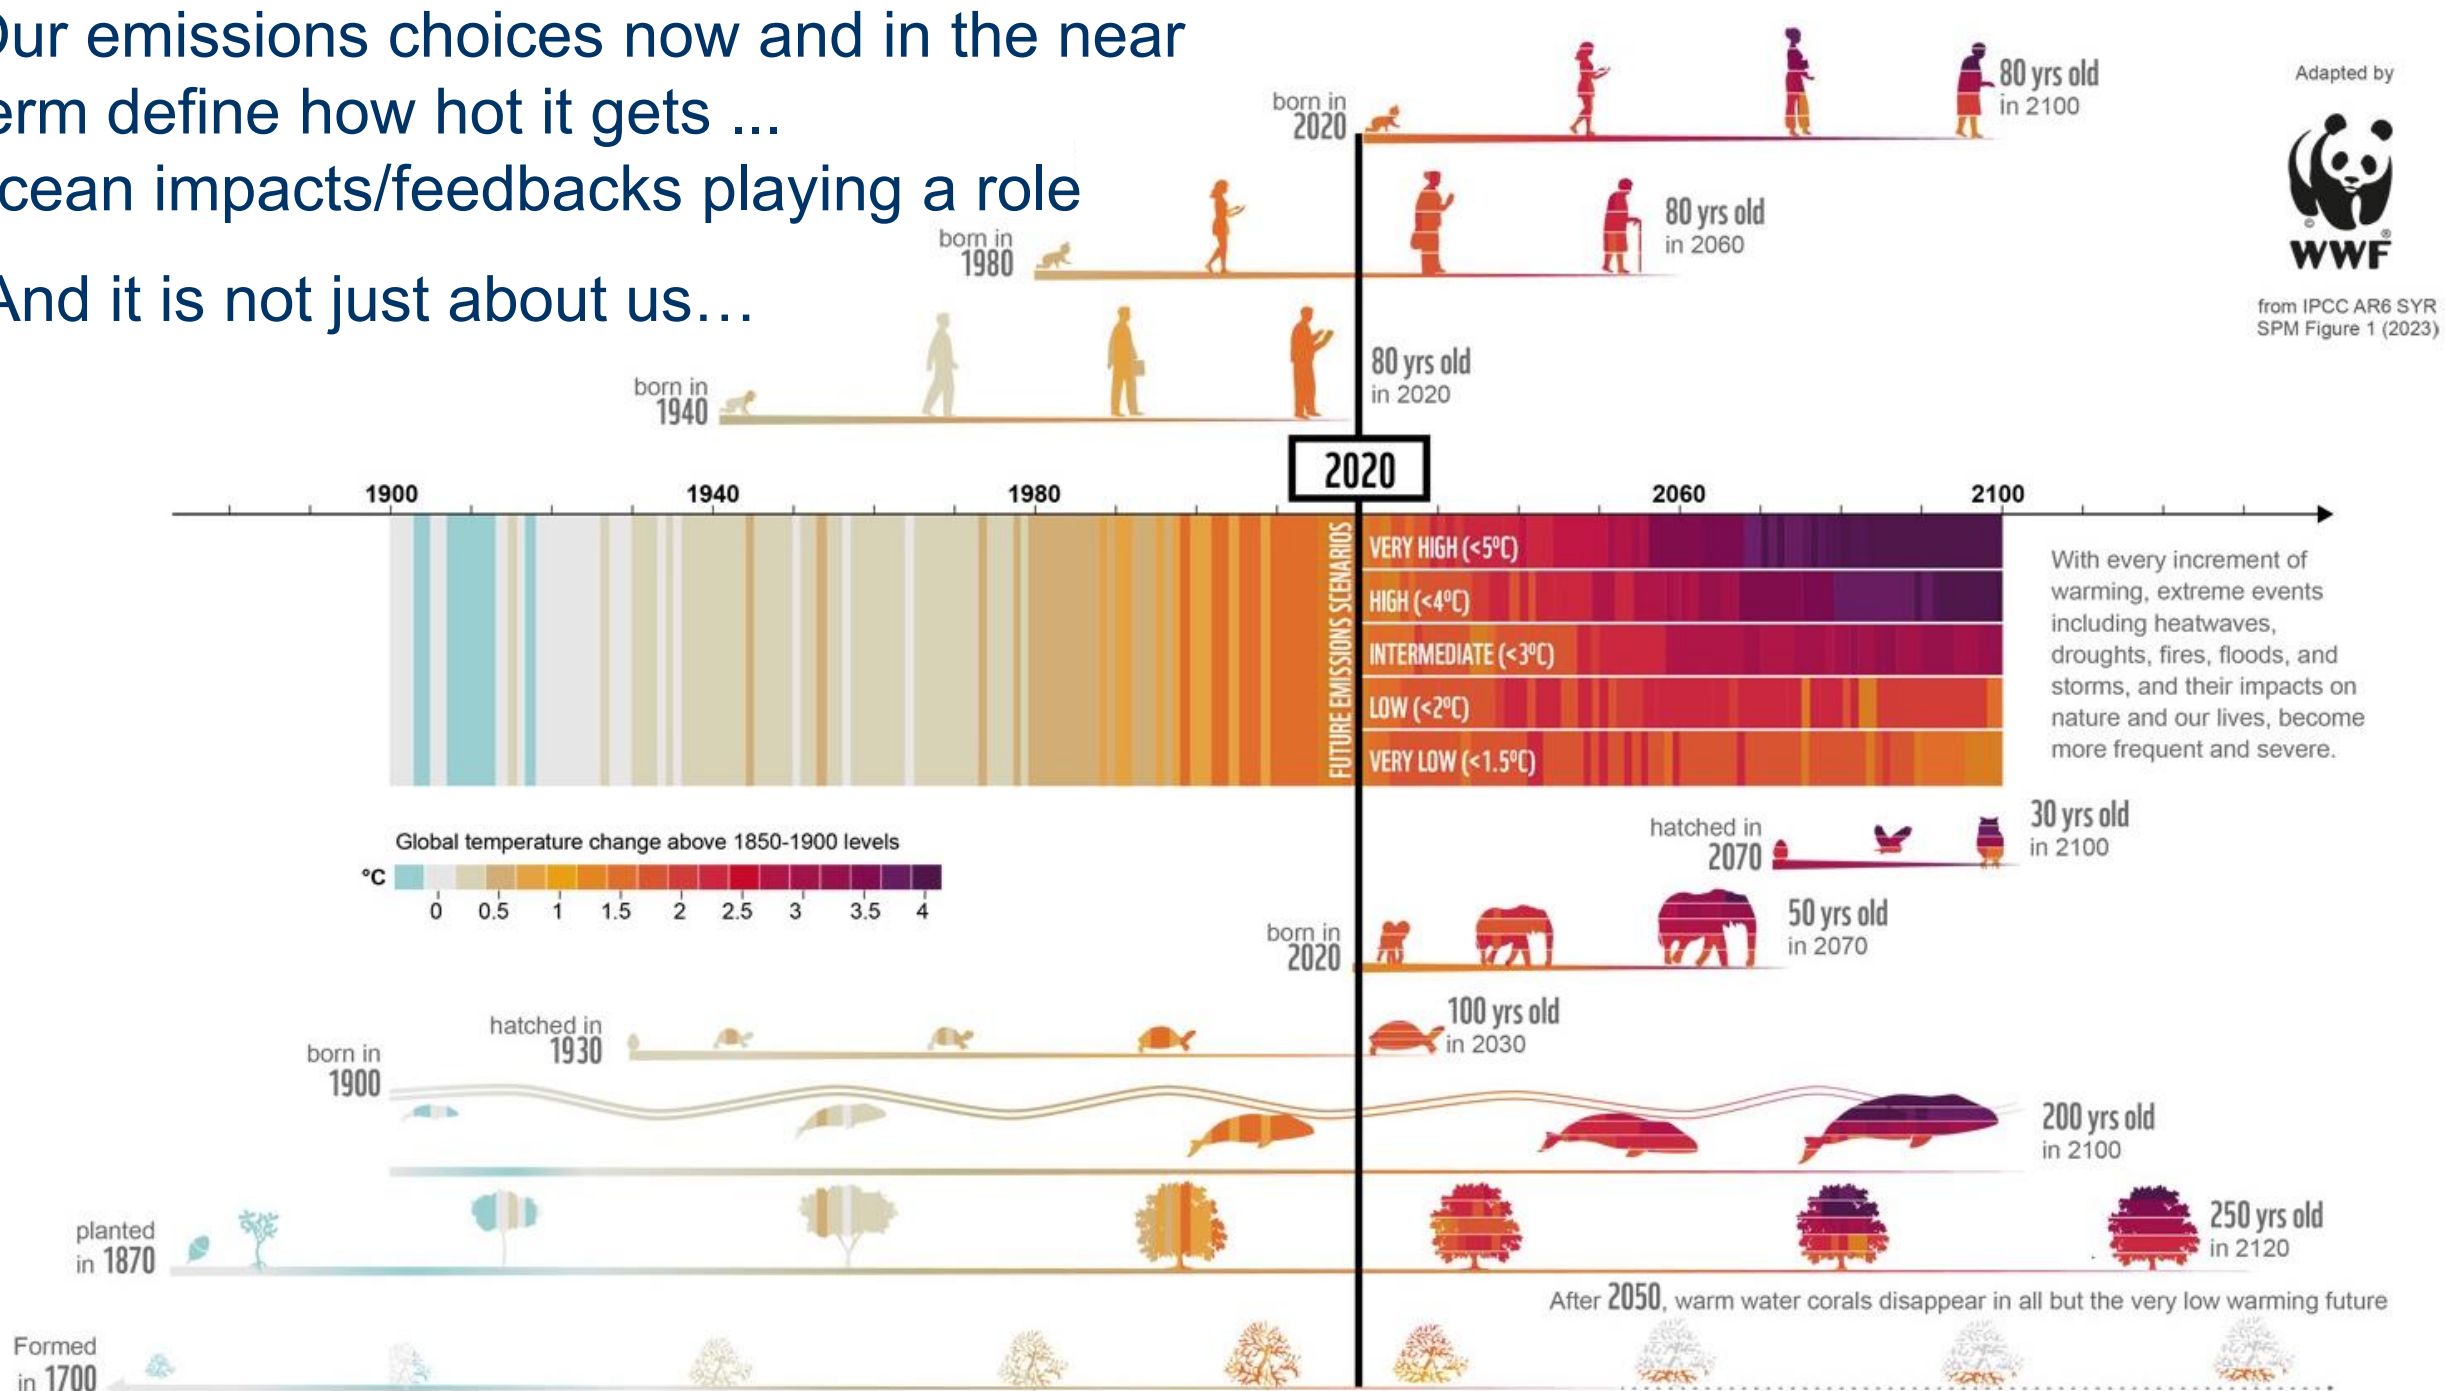 Our emissions choices now and in the near
erm define how hot it gets ...
cean impacts/feedbacks playing a role
And it is not just about us…
Adapted by
WWF
from IPCC AR6 SYR
SPM Figure 1 (2023)
born in
2020
80 yrs old
in 2100
born in
1980
80 yrs old
in 2060
born in
1940
80 yrs old
in 2020
1900
1940
1980
2020
2060
2100
FUTURE EMISSIONS SCENARIOS
VERY HIGH (<5ºC)
HIGH (<4ºC)
INTERMEDIATE (<3ºC)
LOW (<2ºC)
VERY LOW (<1.5ºC)
With every increment of
warming, extreme events
including heatwaves,
droughts, fires, floods, and
storms, and their impacts on
nature and our lives, become
more frequent and severe.
Global temperature change above 1850-1900 levels
°C
0 0.5 1 1.5 2 2.5 3 3.5 4
hatched in
2070
30 yrs old
in 2100
born in
2020
50 yrs old
in 2070
hatched in
1930
100 yrs old
in 2030
born in
1900
200 yrs old
in 2100
planted
in 1870
250 yrs old
in 2120
After 2050, warm water corals disappear in all but the very low warming future
Formed
in 1700